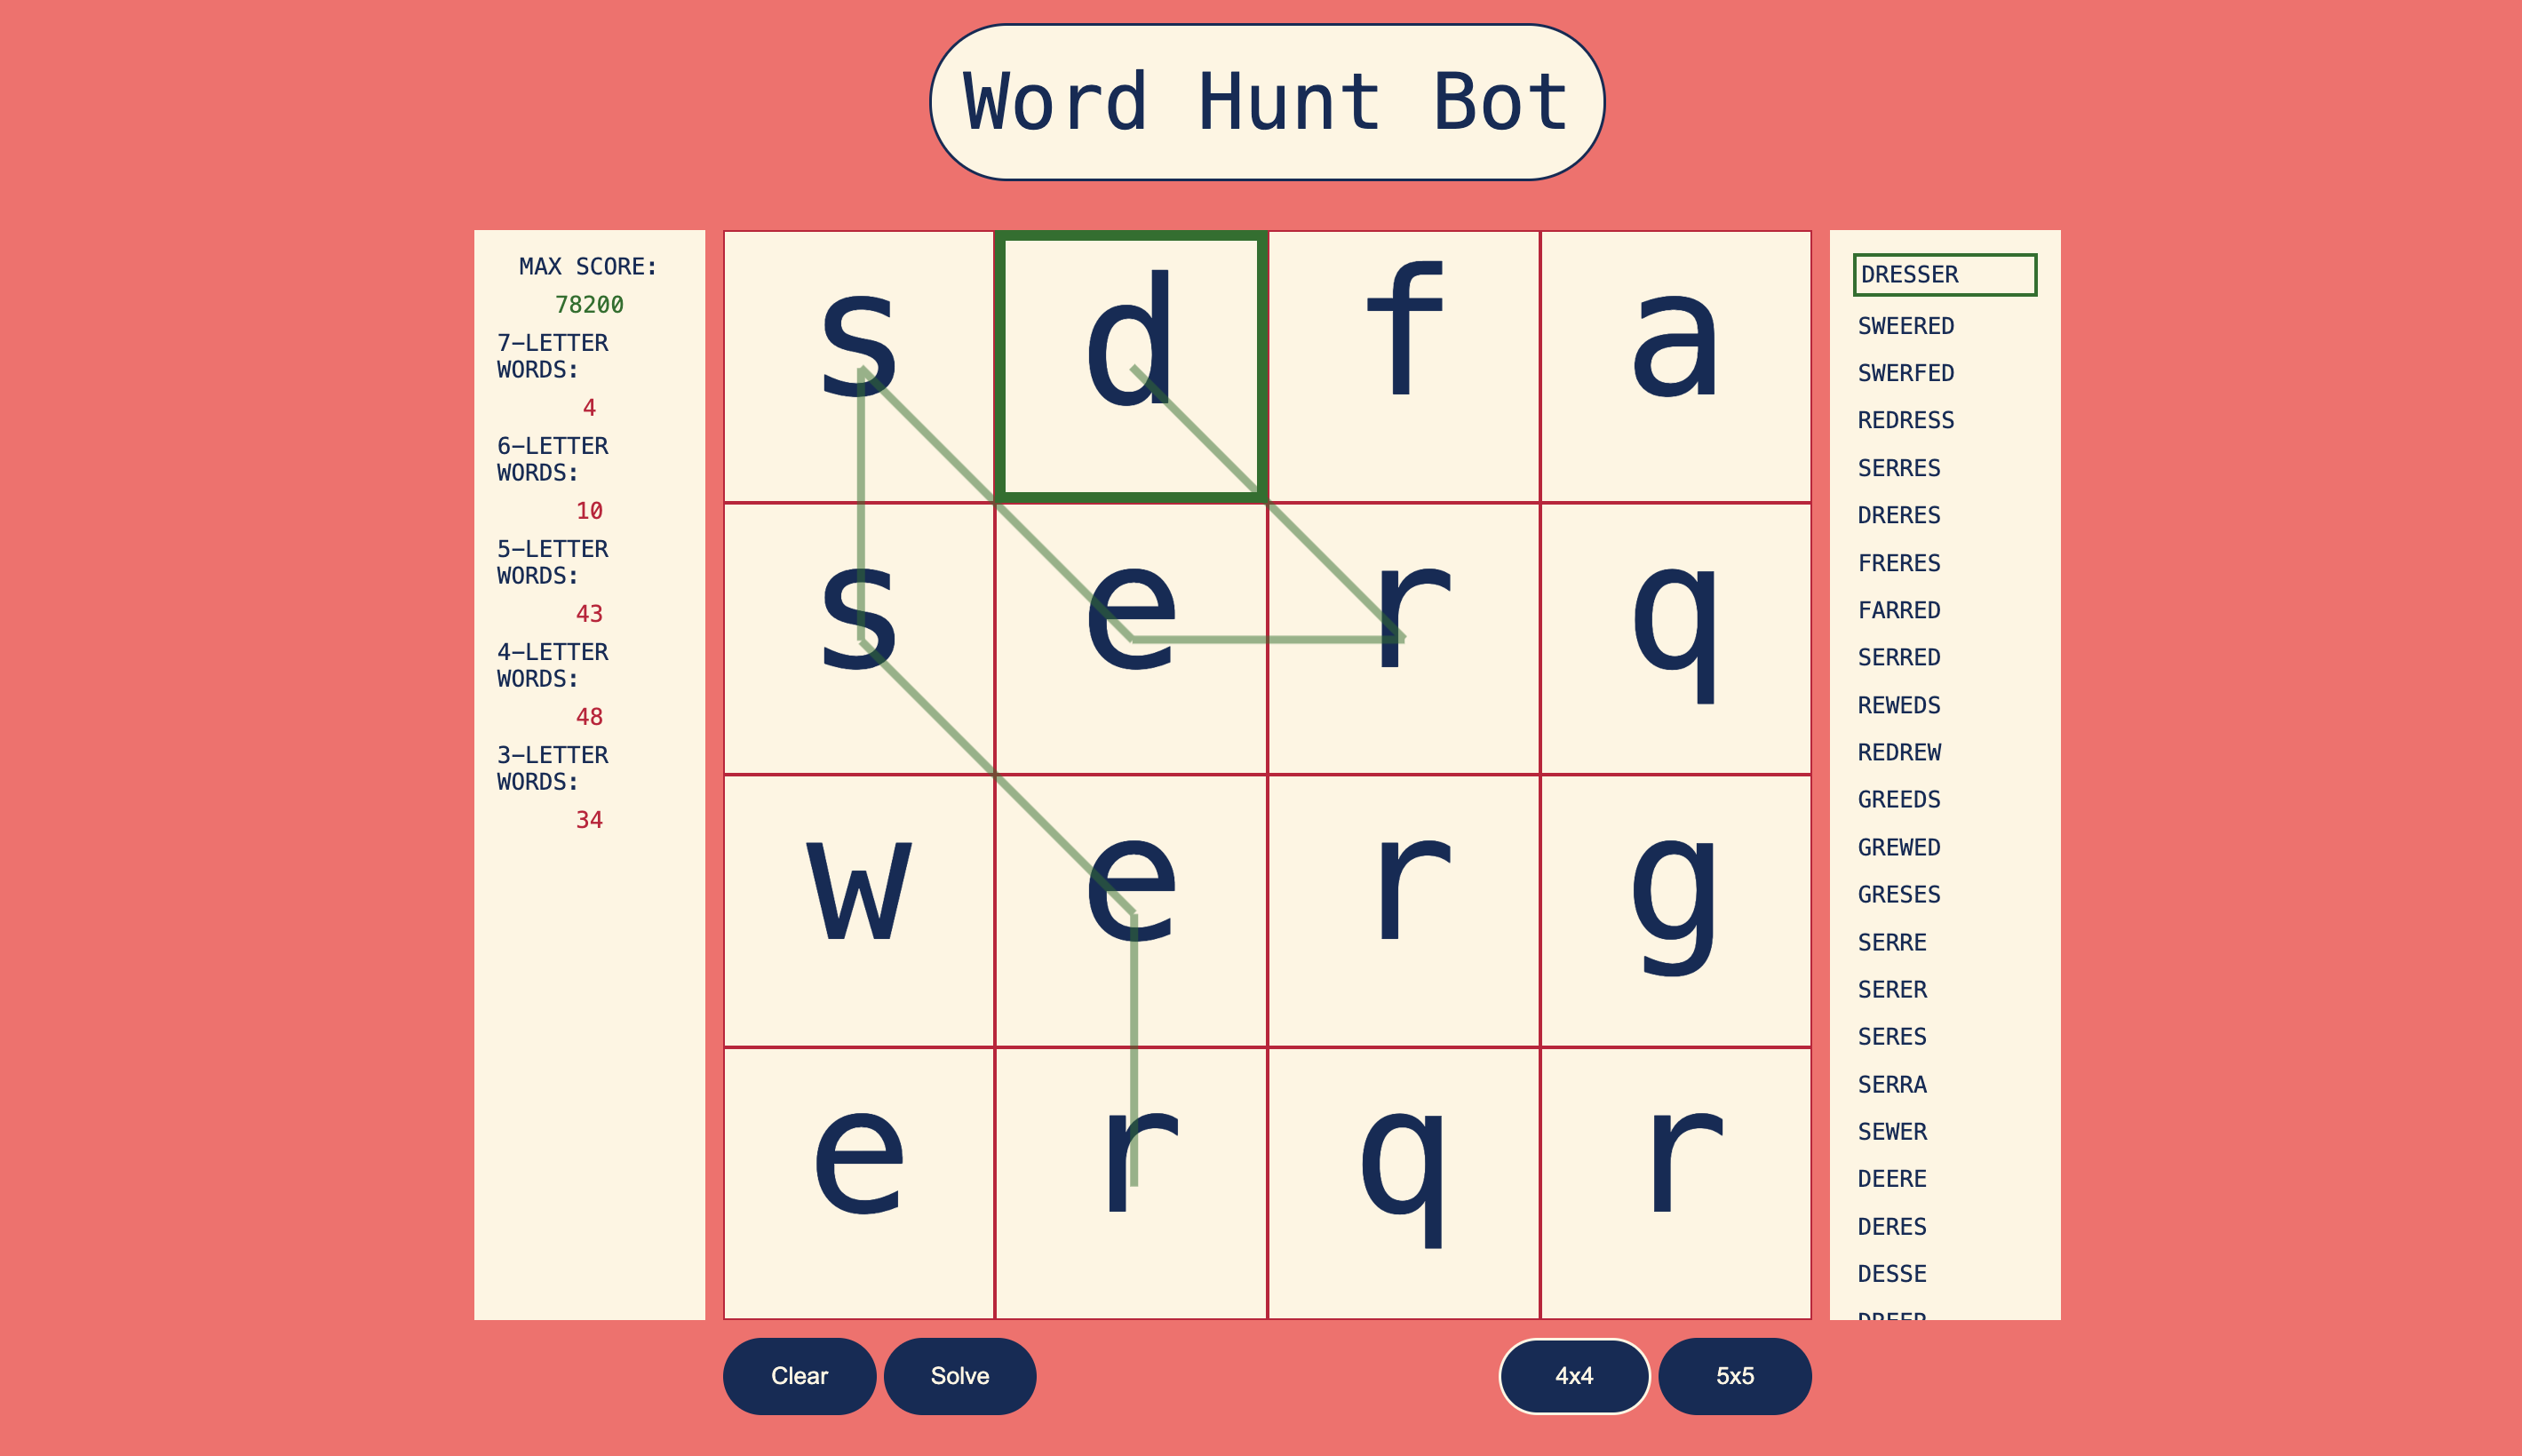 Word Hunt Bot
MAX SCORE:
78200
7-LETTER
WORDS:
4
6-LETTER
WORDS:
10
5-LETTER
WORDS:
43
4-LETTER
WORDS:
48
3-LETTER
WORDS:
34
s d f a
s e r q
w e r g
e r q r
DRESSER
SWEERED
SWERFED
REDRESS
SERRES
DRERES
FRERES
FARRED
SERRED
REWEDS
REDREW
GREEDS
GREWED
GRESES
SERRE
SERER
SERES
SERRA
SEWER
DEERE
DERES
DESSE
Clear Solve 4x4 5x5